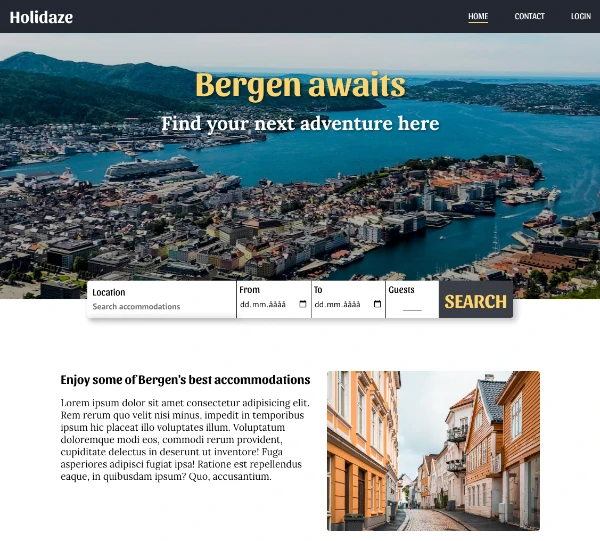 Holidaze
HOME CONTACT LOGIN
Bergen awaits
Find your next adventure here
Location From To Guests SEARCH
Search accommodations dd.mm.åååå dd.mm.åååå
Enjoy some of Bergen's best accommodations
Lorem ipsum dolor sit amet consectetur adipisicing elit.
Rem rerum quo velit nisi minus, impedit in temporibus
ipsum hic placeat illo voluptates illum. Voluptatum
doloremque modi eos, commodi rerum provident,
cupiditate delectus in deserunt ut inventore! Fuga
asperiores adipisci fugiat ipsa! Ratione est repellendus
eaque, in quibusdam ipsum? Quo, accusantium.